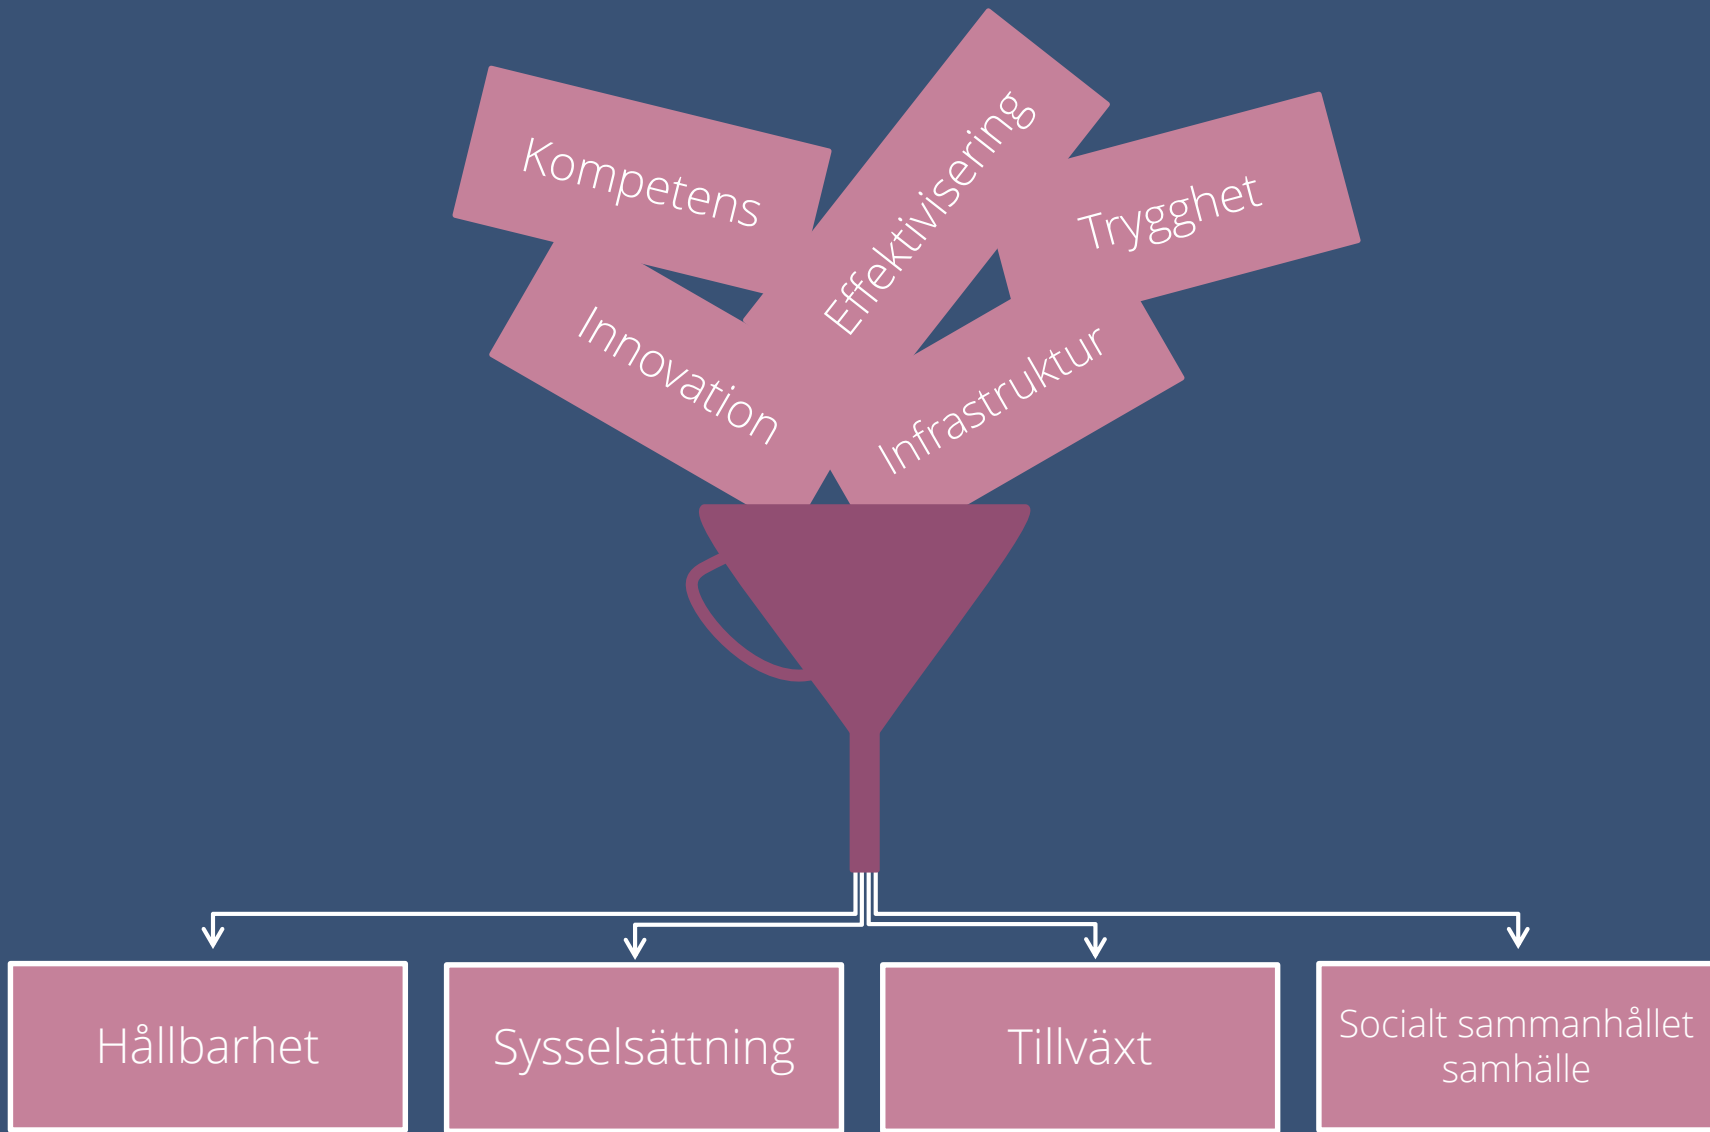 Kompetens
Effektivisering
Trygghet
Innovation
Infrastruktur
Hållbarhet
Sysselsättning
Tillväxt
Socialt sammanhållet
samhälle